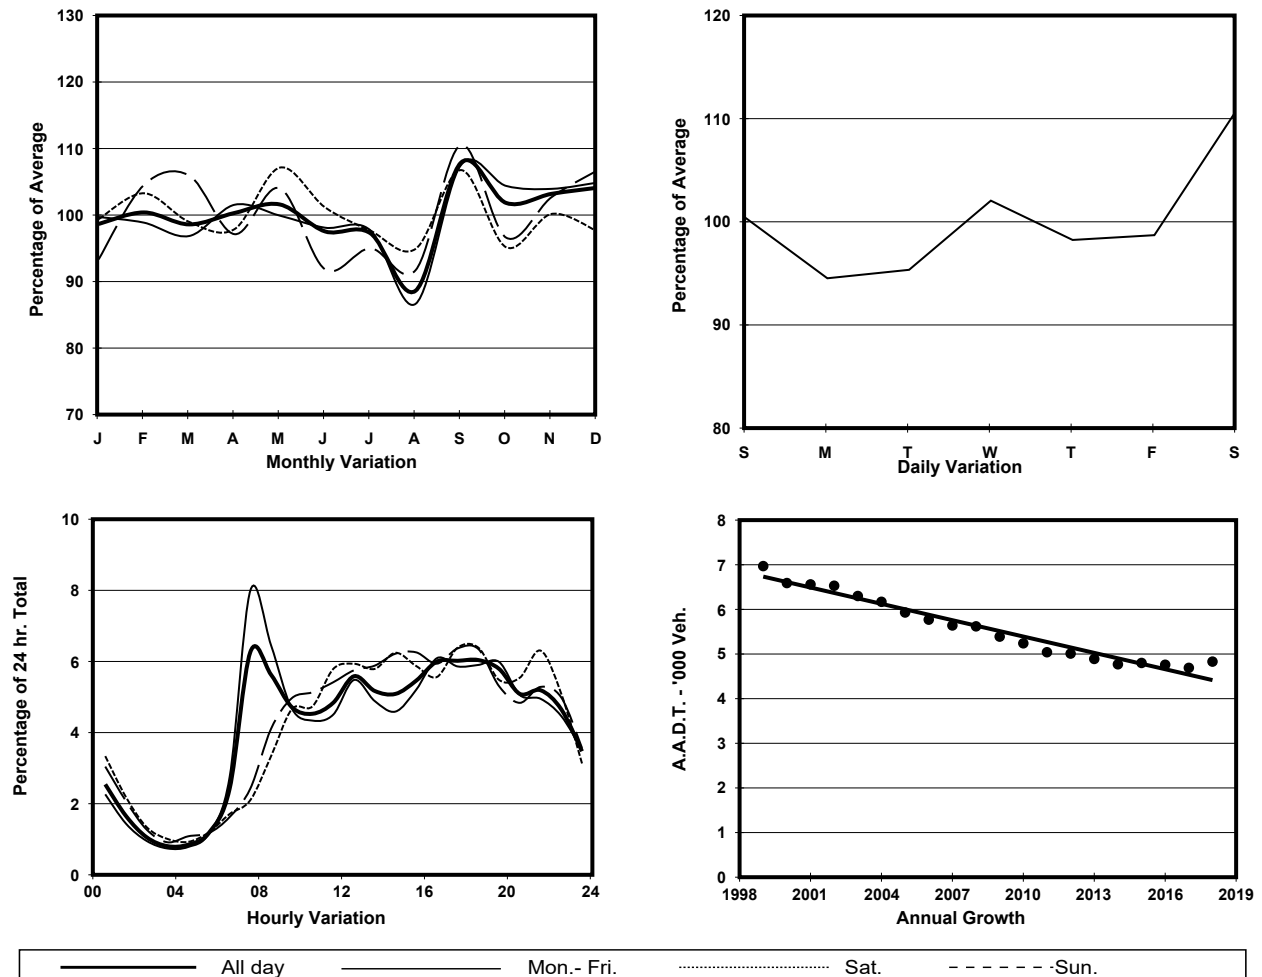 130
120
110
100
90
80
70
Percentage of Average
J F M A M J J A S O N D
Monthly Variation
120
110
100
90
80
Percentage of Average
S M T W T F S
Daily Variation
10
8
6
4
2
0
Percentage of 24 hr. Total
00 04 08 12 16 20 24
Hourly Variation
8
7
6
5
4
3
2
1
0
A.A.D.T. - '000 Veh.
1998 2001 2004 2007 2010 2013 2016 2019
Annual Growth
All day Mon.- Fri. Sat. Sun.